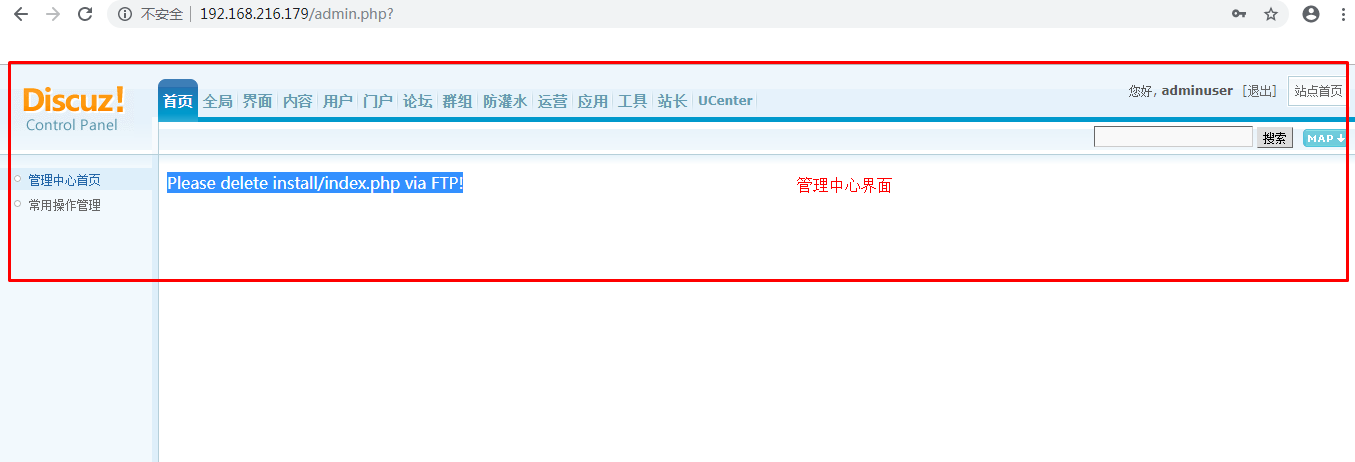 不安全 192.168.216.179/admin.php?
Discuz!
Control Panel
首页 全局 界面 内容 用户 门户 论坛 群组 防灌水 运营 应用 工具 站长 UCenter
您好, adminuser [退出] 站点首页
搜索 MAP
管理中心首页
常用操作管理
Please delete install/index.php via FTP!
管理中心界面